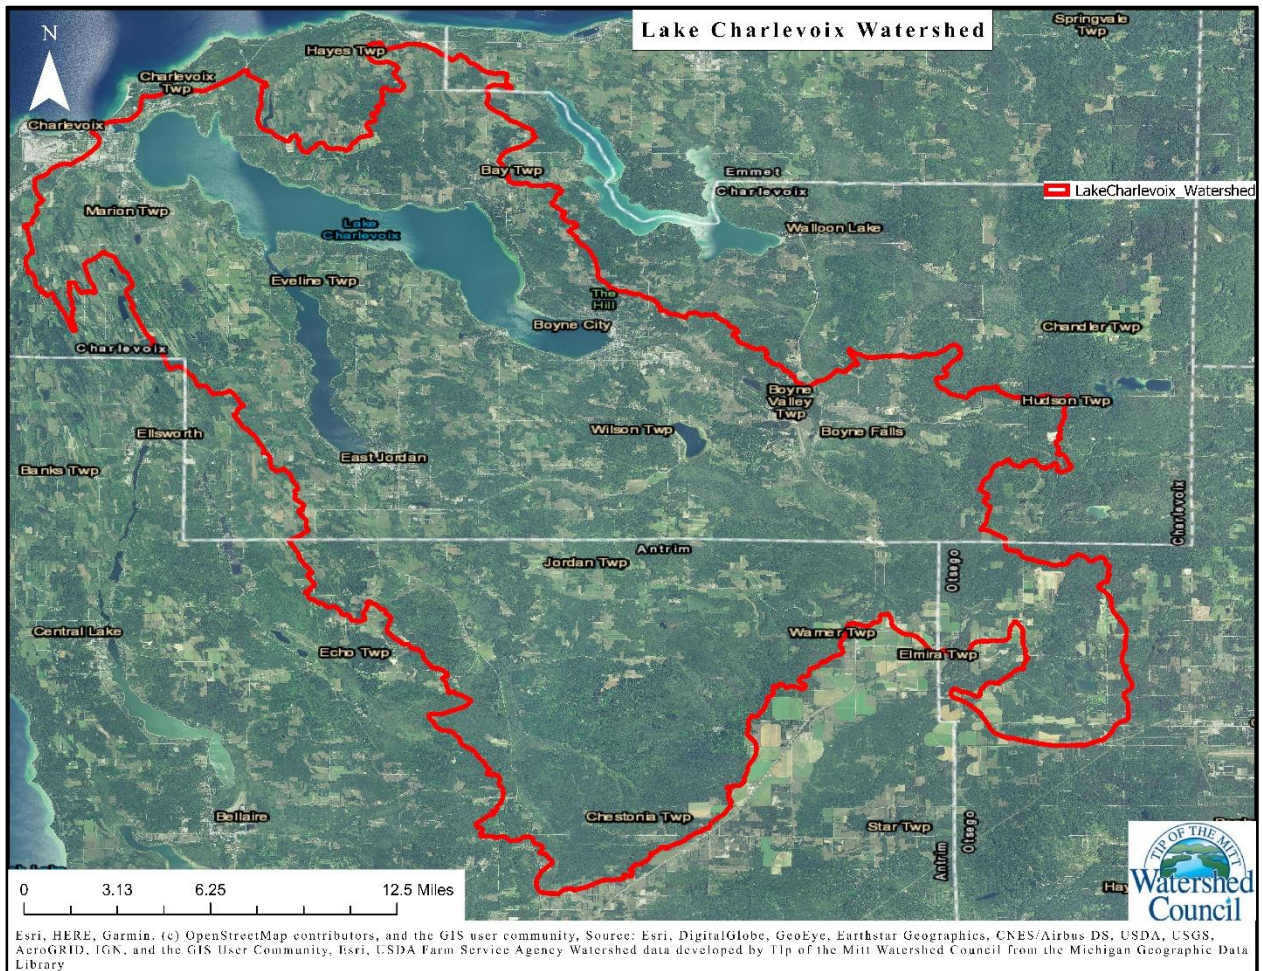 Lake Charlevoix Watershed
Springvale
Twp
N
Hayes Twp
Charlevoix
Twp
Charlevoix
Bay Twp
Emmet
Charlevoix
LakeCharlevoix_Watershed
Marion Twp
Lake
Charlevoix
Walloon Lake
Eveline Twp
The
Hill
Boyne City
Chandler Twp
Charlevoix
Boyne
Valley
Twp
Hudson Twp
Ellsworth
Wilson Twp
Boyne Falls
Banks Twp
East Jordan
Charlevoix
Antrim
Jordan Twp
Otsego
Central Lake
Warner Twp
Echo Twp
Elmira Twp
Bellaire
Chestonia Twp
Star Twp
Otsego
Antrim
TIP OF THE MITT
Watershed
Council
0 3.13 6.25 12.5 Miles
Esri, HERE, Garmin, (c) OpenStreetMap contributors, and the GIS user community, Source: Esri, DigitalGlobe, GeoEye, Earthstar Geographics, CNES/Airbus DS, USDA, USGS,
AeroGRID, IGN, and the GIS User Community, Esri, USDA Farm Service Agency Watershed data developed by Tip of the Mitt Watershed Council from the Michigan Geographic Data
Library